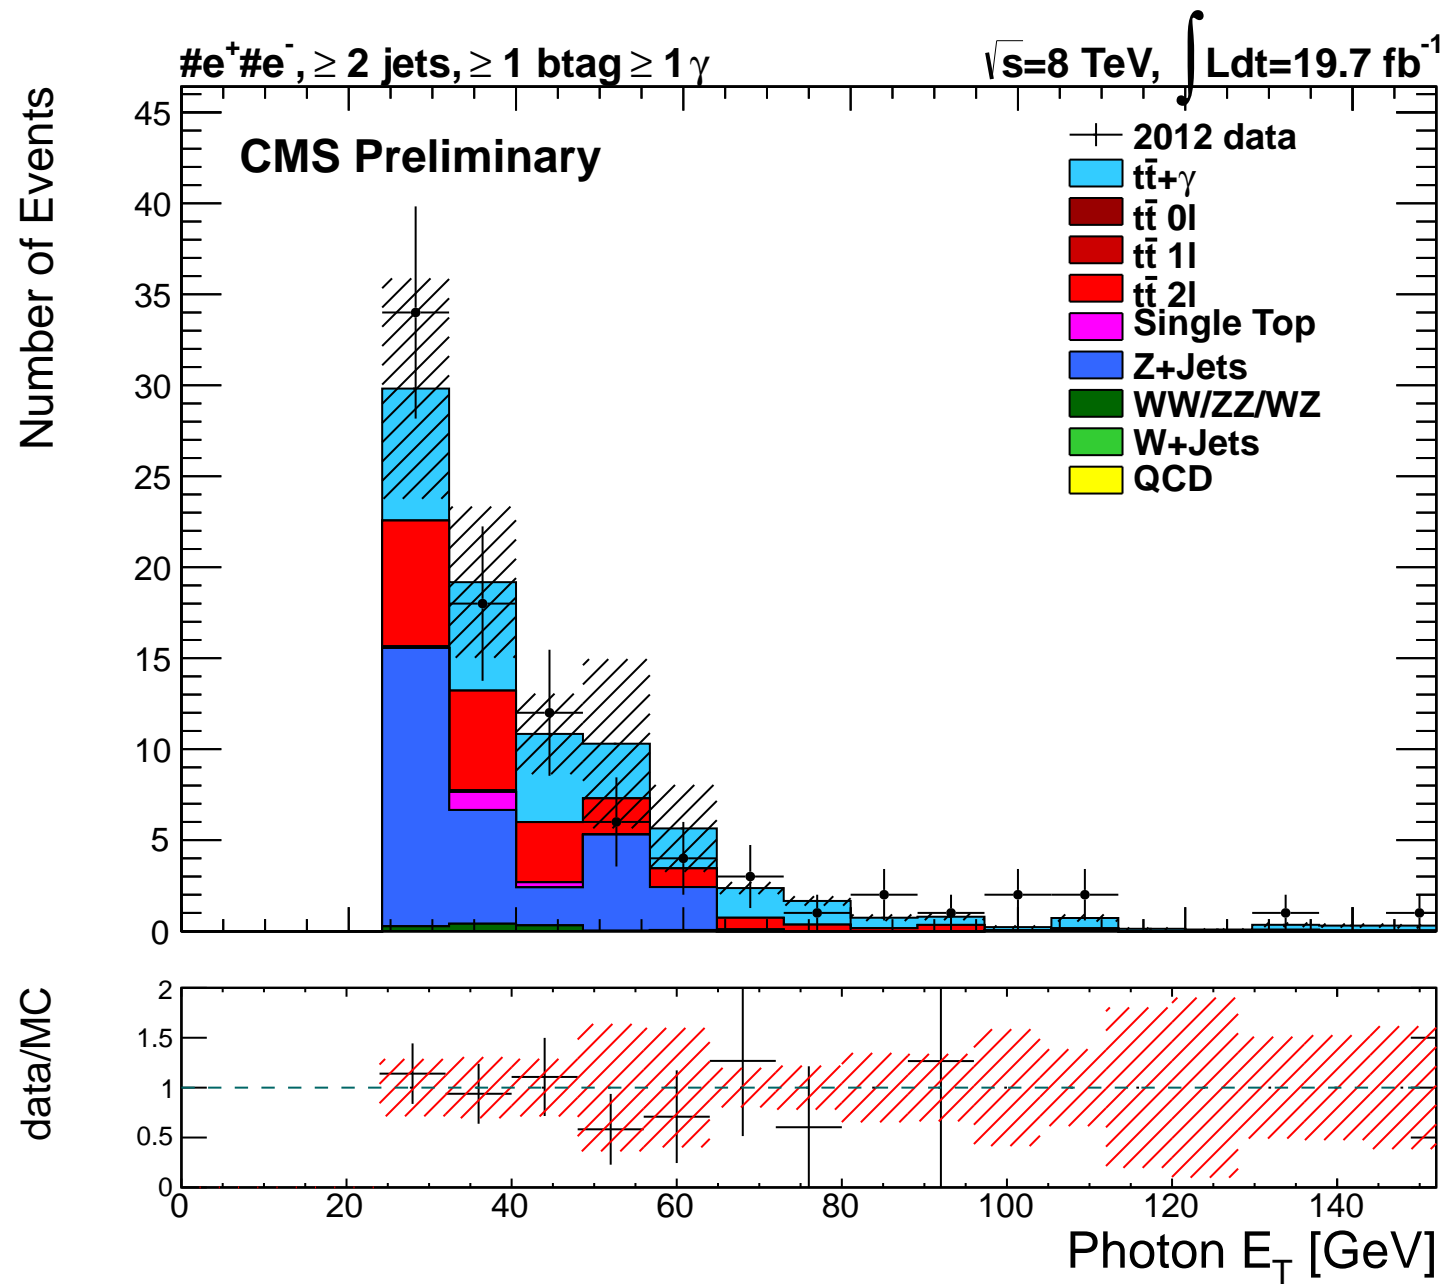 #e⁺#e⁻, ≥ 2 jets, ≥ 1 btag ≥ 1 γ
√s=8 TeV, ∫ Ldt=19.7 fb⁻¹
CMS Preliminary
2012 data
tt̄+γ
tt̄ 0l
tt̄ 1l
tt̄ 2l
Single Top
Z+Jets
WW/ZZ/WZ
W+Jets
QCD
Number of Events
45
40
35
30
25
20
15
10
5
0
data/MC
2
1.5
1
0.5
0
0 20 40 60 80 100 120 140
Photon E_T [GeV]